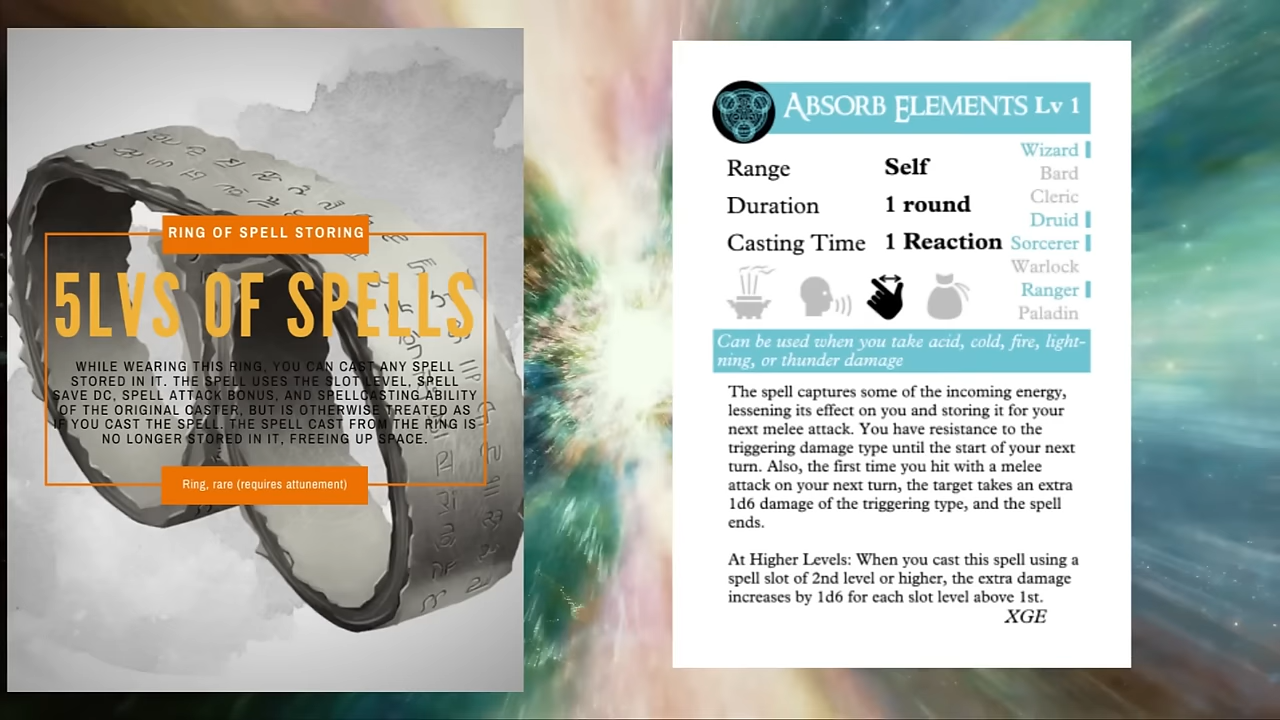 RING OF SPELL STORING
5LVS OF SPELLS
WHILE WEARING THIS RING, YOU CAN CAST ANY SPELL
STORED IN IT. THE SPELL USES THE SLOT LEVEL, SPELL
SAVE DC, SPELL ATTACK BONUS, AND SPELLCASTING ABILITY
OF THE ORIGINAL CASTER, BUT IS OTHERWISE TREATED AS
IF YOU CAST THE SPELL. THE SPELL CAST FROM THE RING IS
NO LONGER STORED IN IT, FREEING UP SPACE.
Ring, rare (requires attunement)
ABSORB ELEMENTS Lv 1
Range Self
Duration 1 round
Casting Time 1 Reaction
Wizard
Bard
Cleric
Druid
Sorcerer
Warlock
Ranger
Paladin
Can be used when you take acid, cold, fire, light-
ning, or thunder damage
The spell captures some of the incoming energy,
lessening its effect on you and storing it for your
next melee attack. You have resistance to the
triggering damage type until the start of your next
turn. Also, the first time you hit with a melee
attack on your next turn, the target takes an extra
1d6 damage of the triggering type, and the spell
ends.
At Higher Levels: When you cast this spell using a
spell slot of 2nd level or higher, the extra damage
increases by 1d6 for each slot level above 1st.
XGE